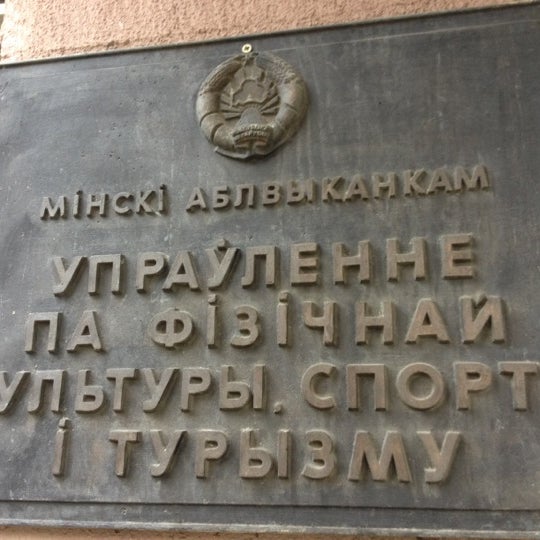 МІНСКІ АБЛВЫКАНКАМ
УПРАЎЛЕННЕ
ПА ФІЗІЧНАЙ
УЛЬТУРЫ, СПОРТ
І ТУРЫЗМУ